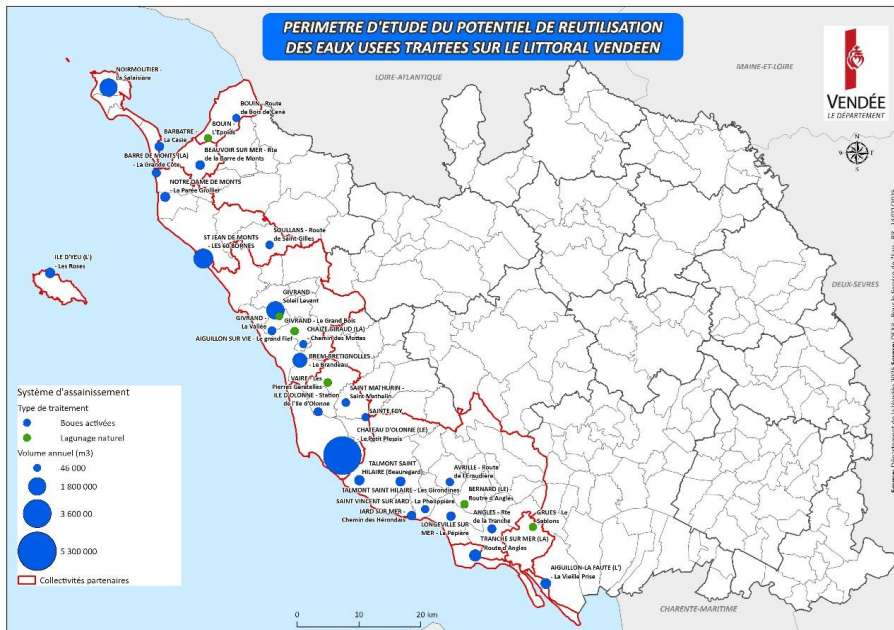 PERIMETRE D'ETUDE DU POTENTIEL DE REUTILISATION
DES EAUX USEES TRAITEES SUR LE LITTORAL VENDEEN
LOIRE-ATLANTIQUE
MAINE-ET-LOIRE
VENDÉE
LE DÉPARTEMENT
N
O
E
S
NOIRMOUTIER -
La Salaisière
BOUIN - Route
de Bois de Cené
BOUIN -
L'Epoids
BARBATRE -
La Casie
BEAUVOIR SUR MER - Rte
de la Barre de Monts
BARRE DE MONTS (LA)
- La Grande Côte
NOTRE DAME DE MONTS
- La Parée Grollier
SOULLANS - Route
de Saint-Gilles
ST JEAN DE MONTS
- LES 60 BORNES
ILE D'YEU (L')
- Les Roses
DEUX-SEVRES
GIVRAND -
Soleil Levant
GIVRAND -
La Vallée
GIVRAND - Le Grand Bois
CHAIZE GIRAUD (LA)
- Chemin des Mottes
AIGUILLON SUR VIE - Le grand Fief
BREM-BRETIGNOLLES
- Le Brandeau
VAIRE - Les
Pierres Garatelles
SAINT MATHURIN -
Saint-Mathelin
ILE D'OLONNE - Station
de l'Ile d'Olonne
SAINTE FOY
CHATEAU D'OLONNE (LE)
- Le Petit Plessis
TALMONT SAINT
HILAIRE (Beauregard)
AVRILLE - Route
de l'Eraudière
TALMONT SAINT HILAIRE - Les Girondines
BERNARD (LE) -
Routre d'Angles
SAINT VINCENT SUR JARD - La Phelippière
JARD SUR MER -
Chemin des Hérondais
ANGLES - Rte
de la Tranche
GRUES - Le
Sablons
LONGEVILLE SUR
MER - La Pépière
TRANCHE SUR MER (LA)
Route d'Angles
AIGUILLON-LA FAUTE (L')
- La Vieille Prise
CHARENTE-MARITIME
Système d'assainissement
Type de traitement
Boues activées
Lagunage naturel
Volume annuel (m3)
46 000
1 800 000
3 600 00
5 300 000
Collectivités partenaires
0 10 20 km